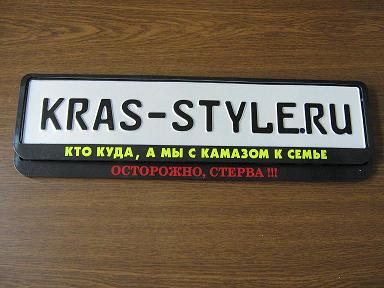 KRAS-STYLE.RU
КТО КУДА, А МЫ С КАМАЗОМ К СЕМЬЕ
ОСТОРОЖНО, СТЕРВА !!!